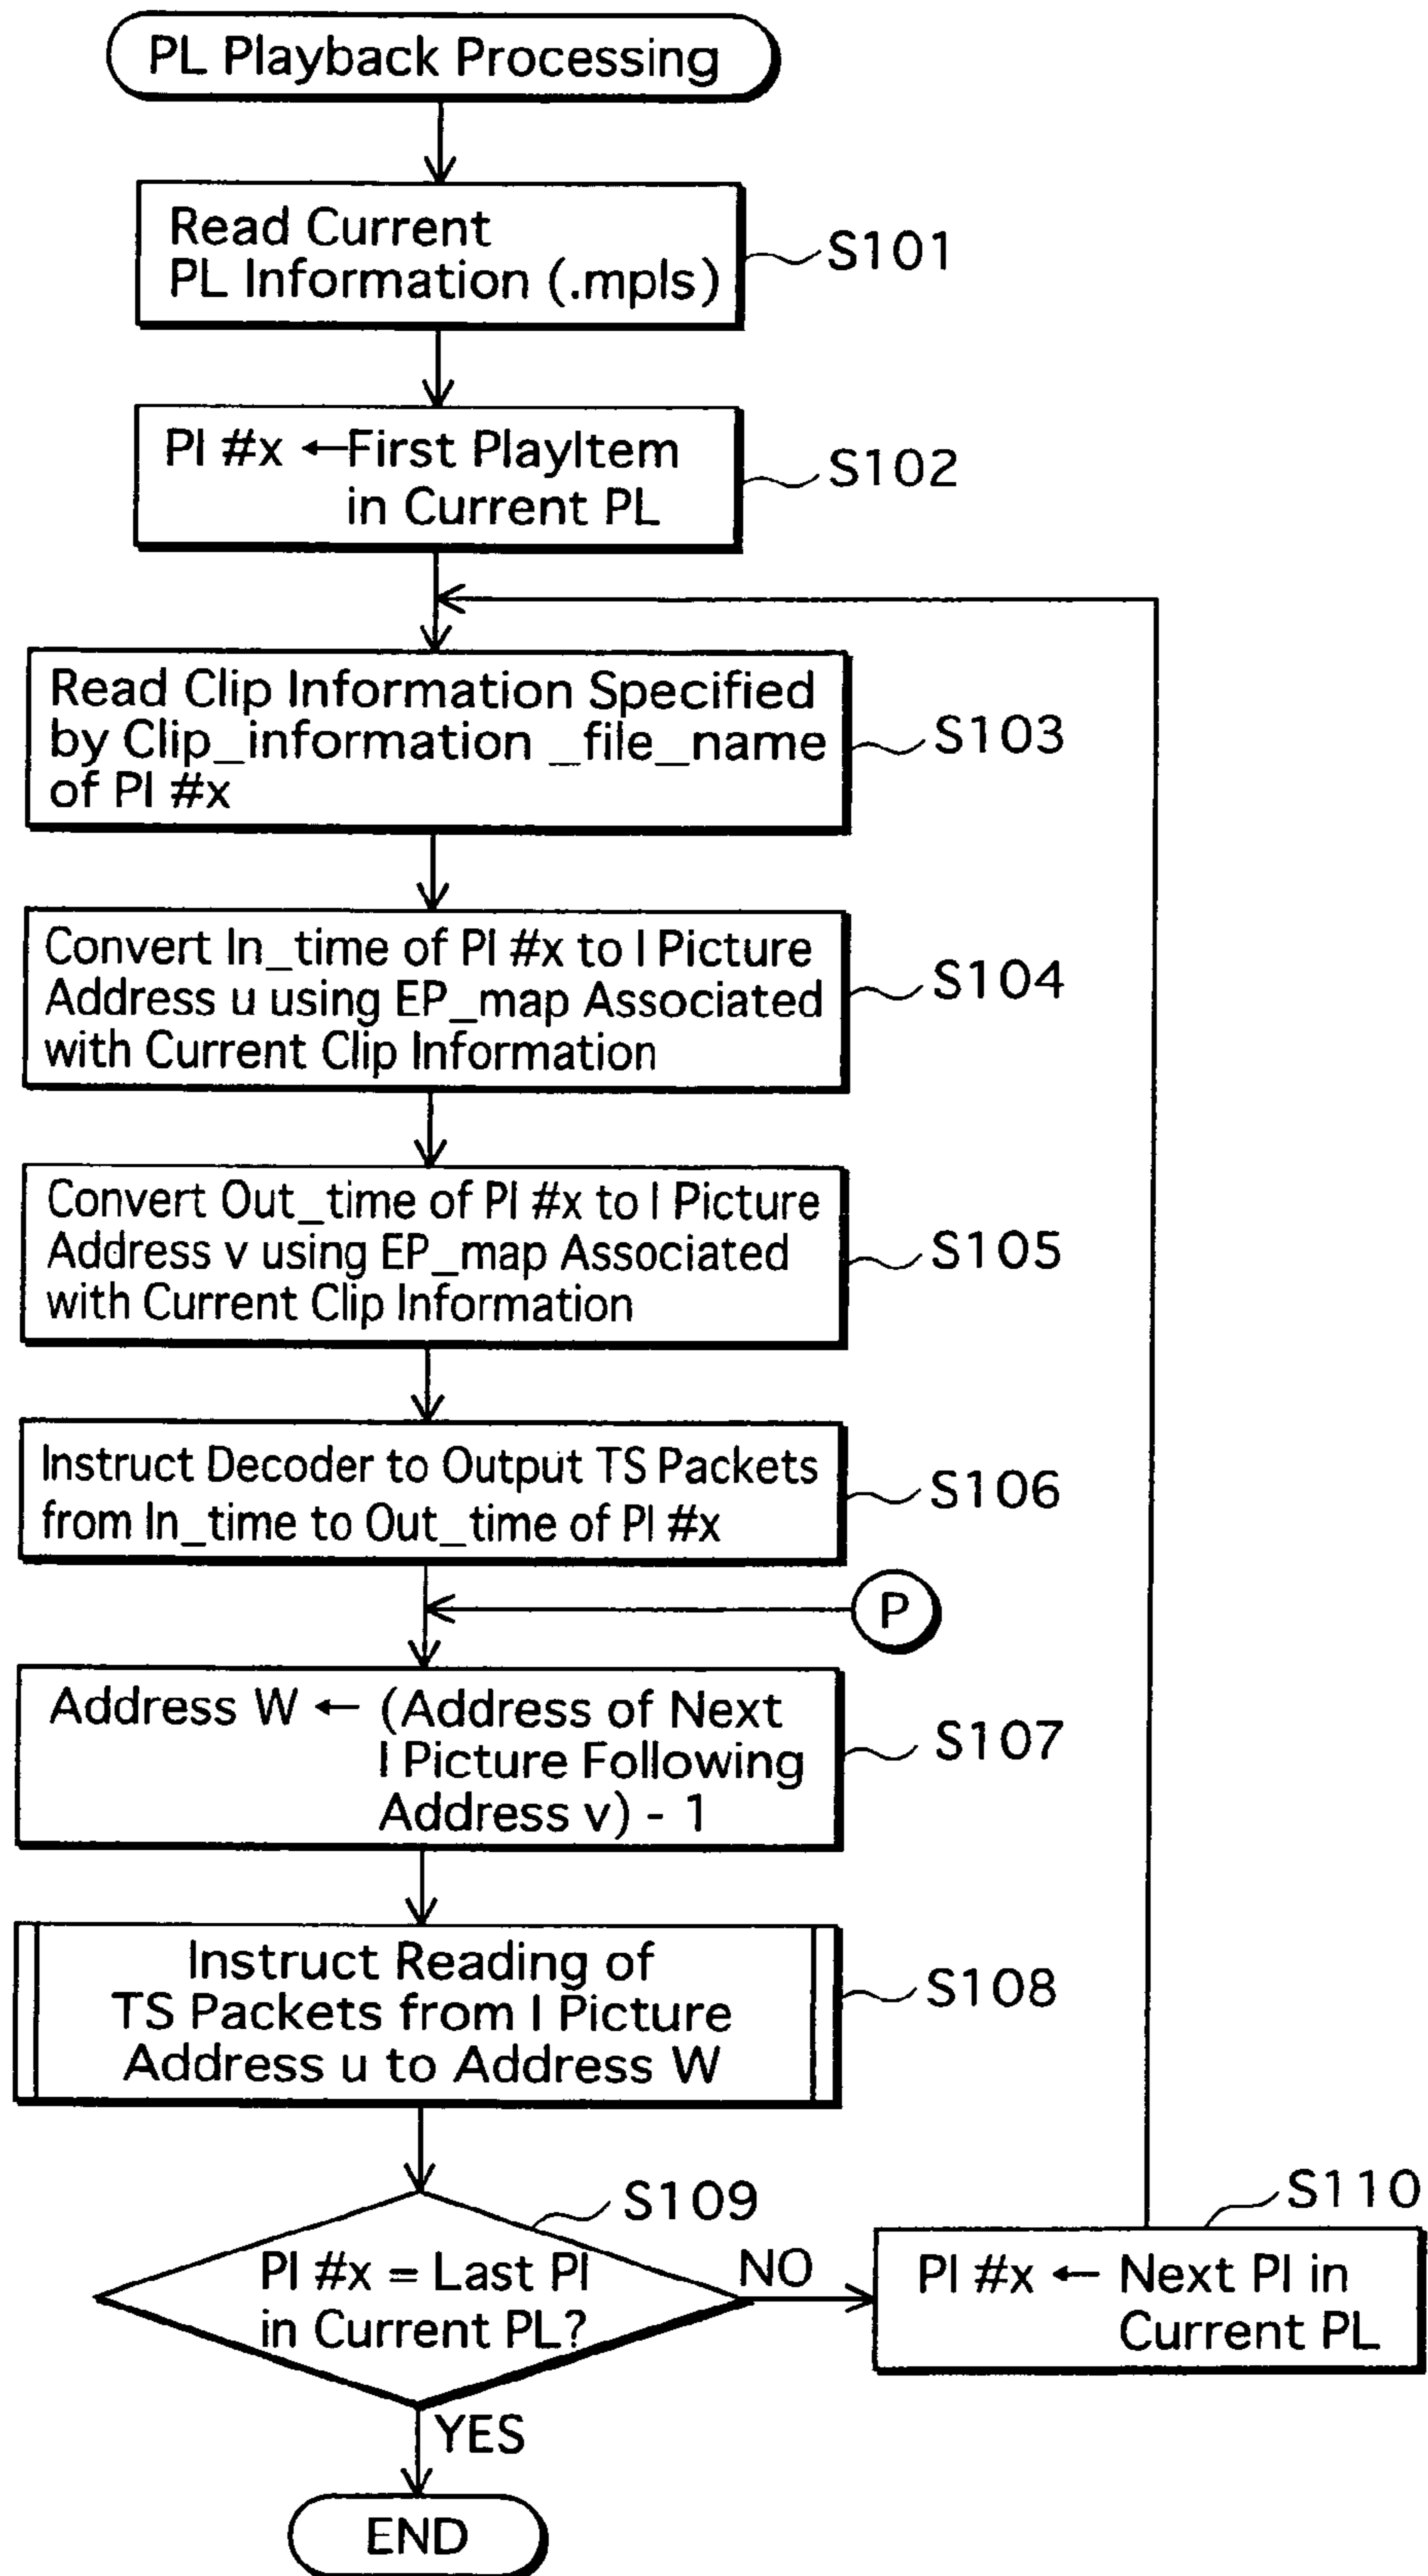 PL Playback Processing
Read Current
PL Information (.mpls)
S101
PI #x ←First PlayItem
in Current PL
S102
Read Clip Information Specified
by Clip_information _file_name
of PI #x
S103
Convert In_time of PI #x to I Picture
Address u using EP_map Associated
with Current Clip Information
S104
Convert Out_time of PI #x to I Picture
Address v using EP_map Associated
with Current Clip Information
S105
Instruct Decoder to Output TS Packets
from In_time to Out_time of PI #x
S106
P
Address W ← (Address of Next
I Picture Following
Address v) - 1
S107
Instruct Reading of
TS Packets from I Picture
Address u to Address W
S108
S109
PI #x = Last PI
in Current PL?
NO
S110
PI #x ← Next PI in
Current PL
YES
END